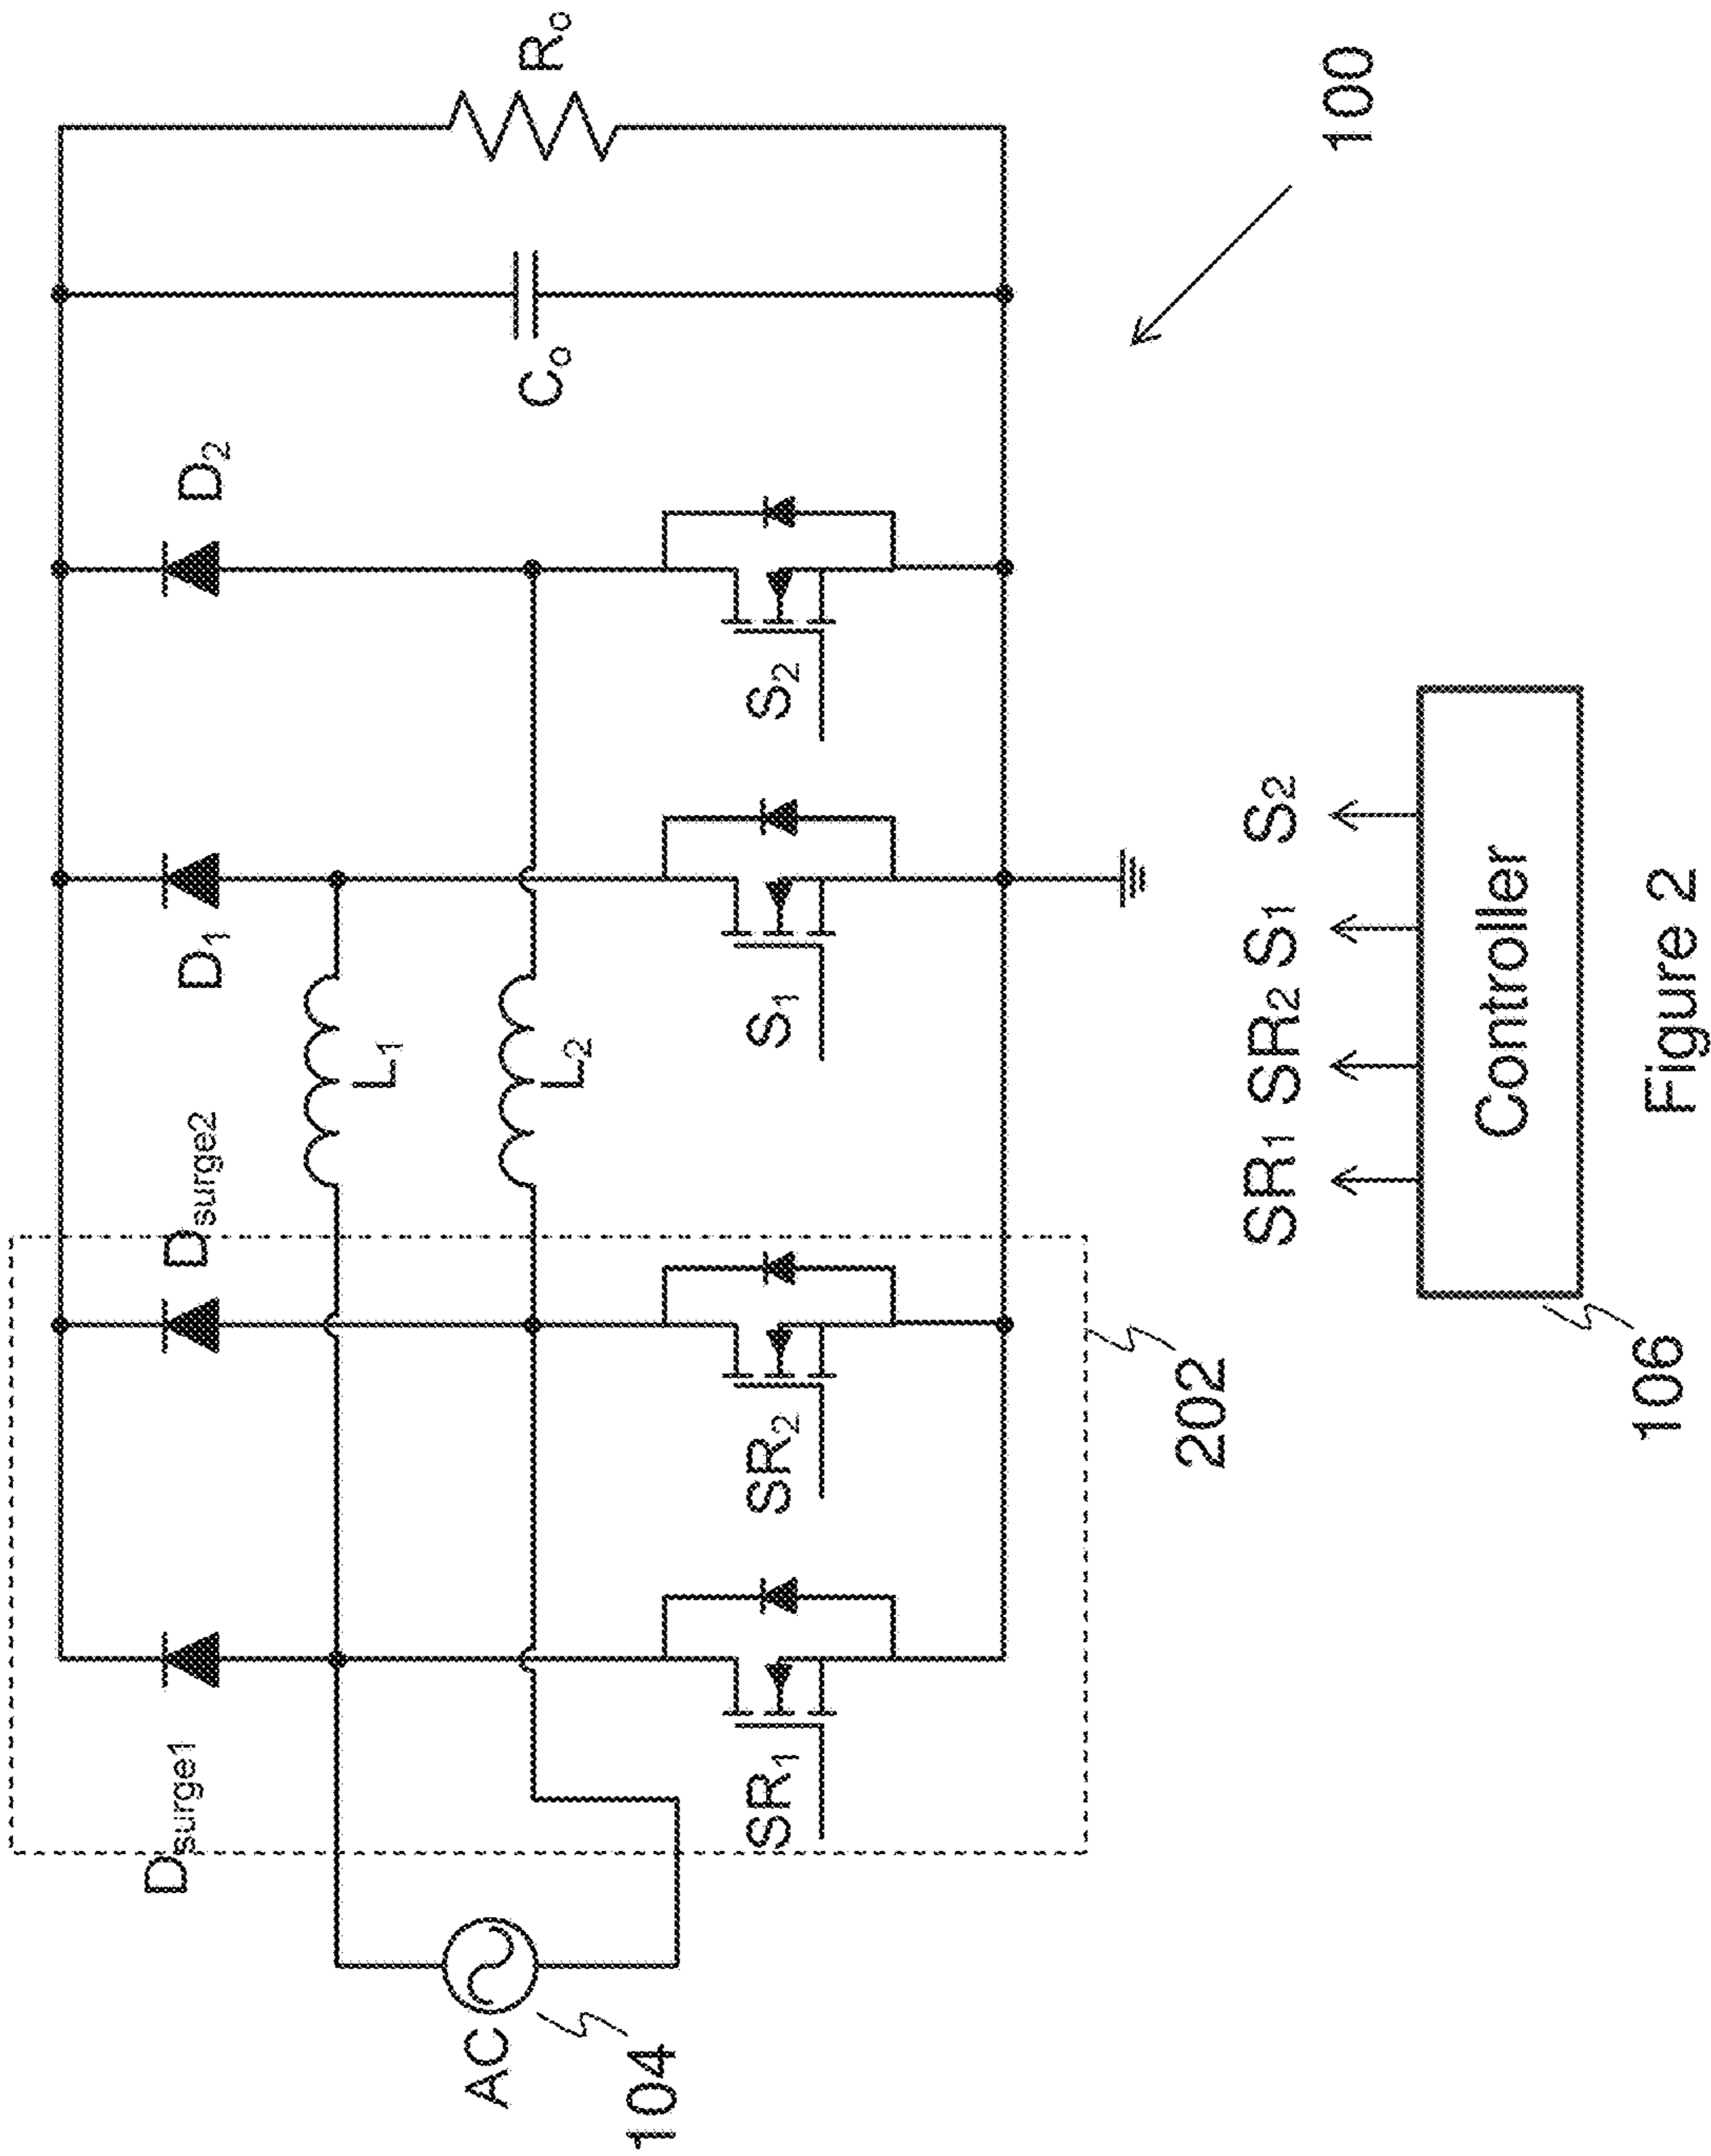 D₁
D₂
Dsurge1
Dsurge2
L₁
L₂
AC
104
Cₒ
Rₒ
SR₁
SR₂
S₁
S₂
202
100
SR₁ SR₂ S₁ S₂
Controller
106
Figure 2